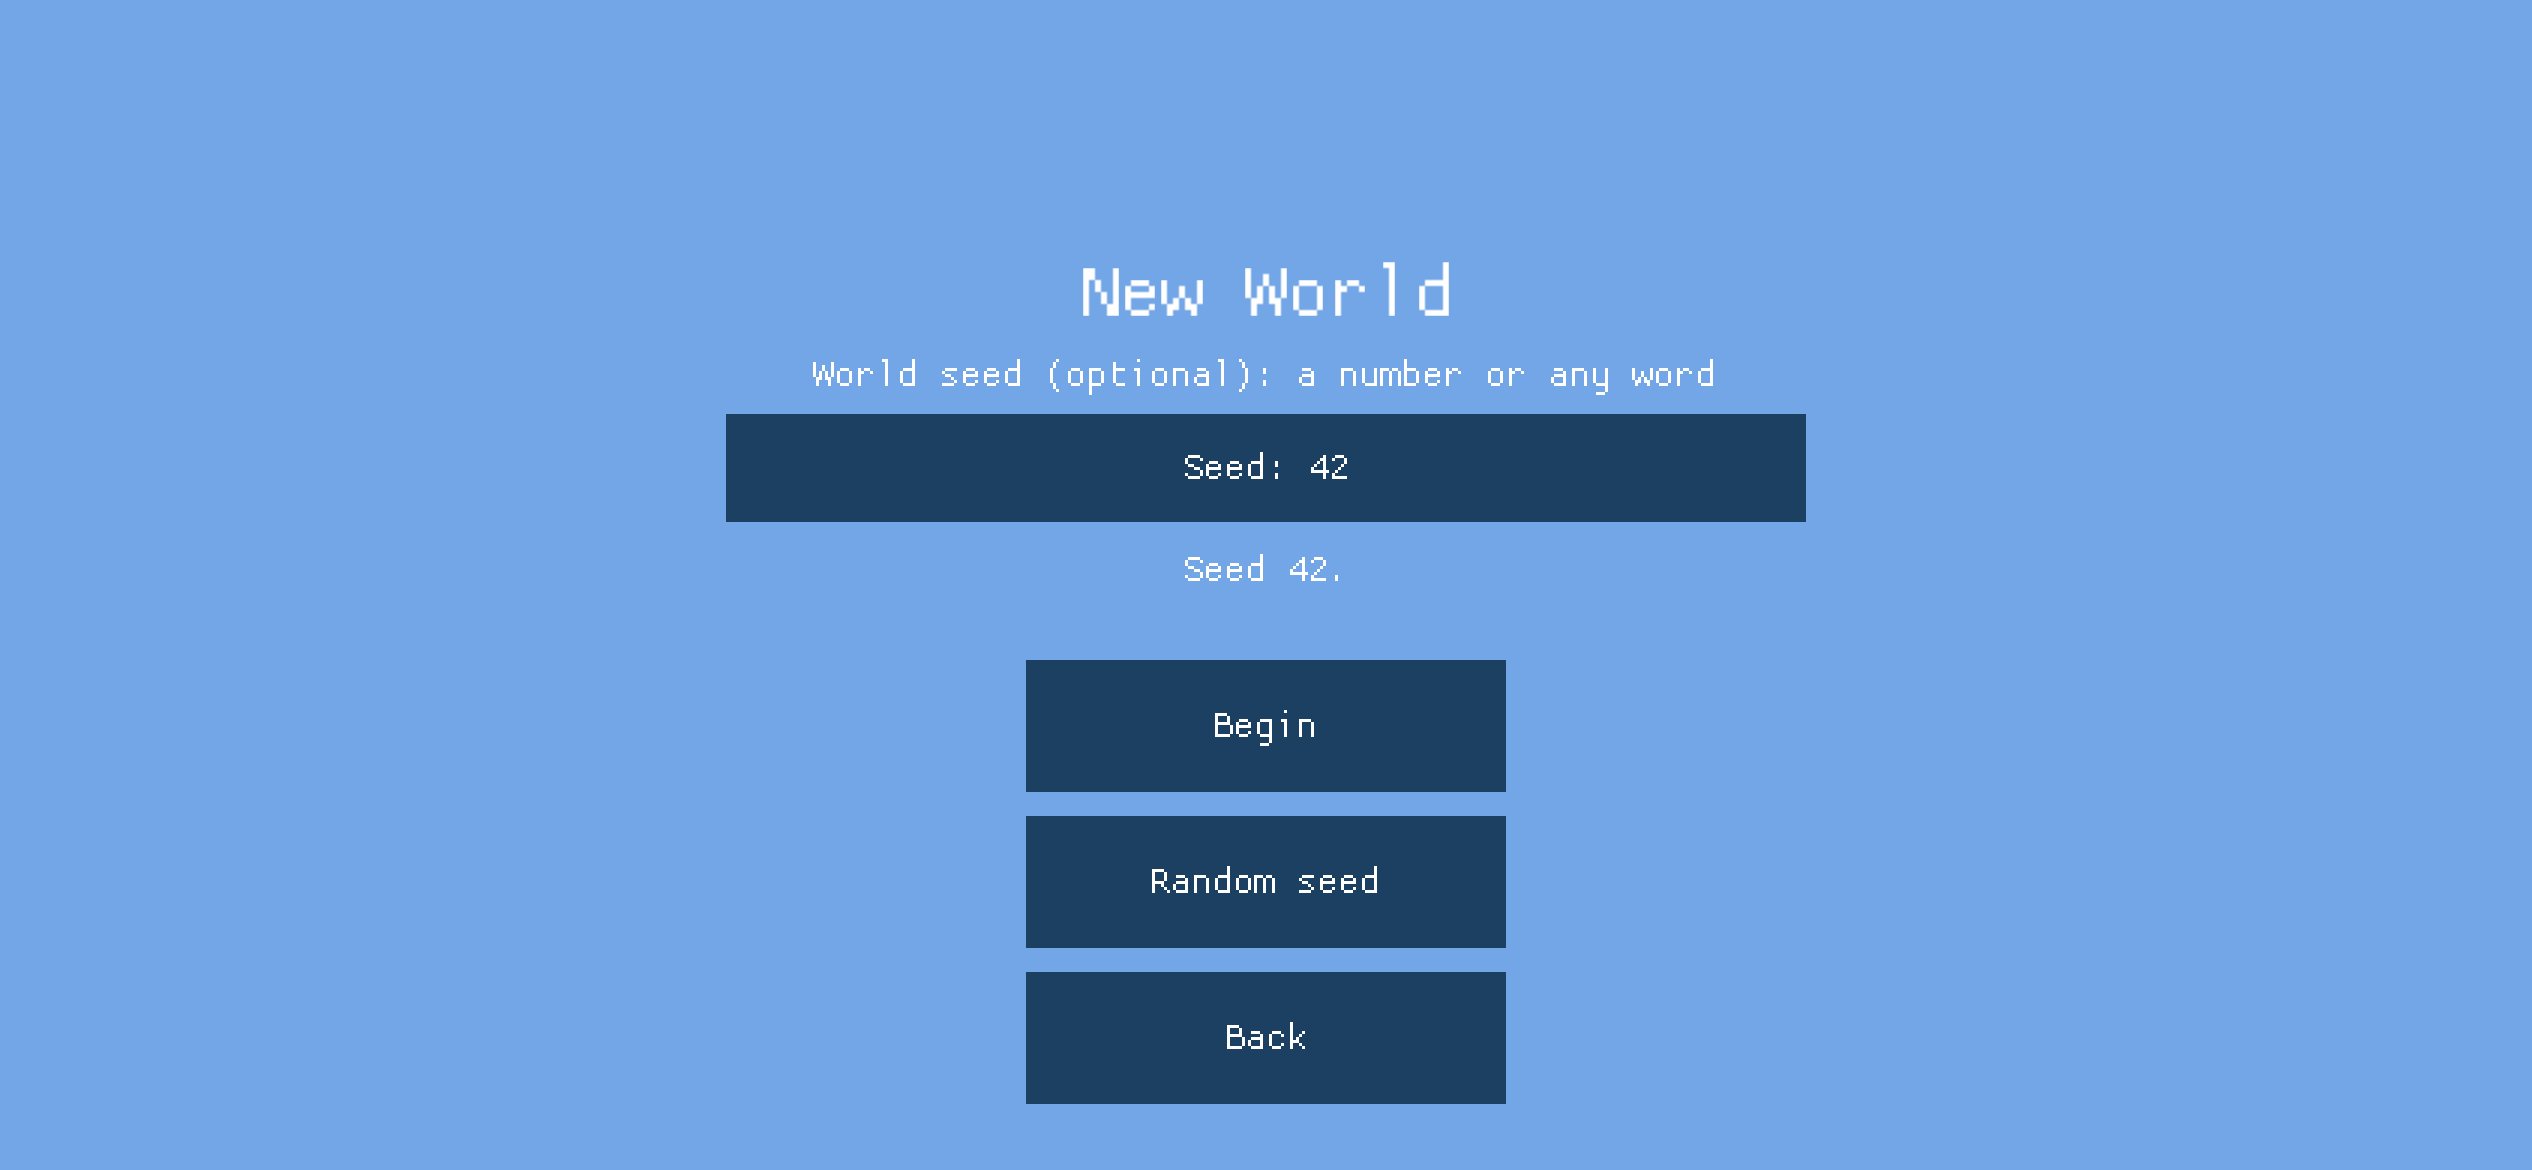 New World
World seed (optional): a number or any word
Seed: 42
Seed 42.
Begin
Random seed
Back